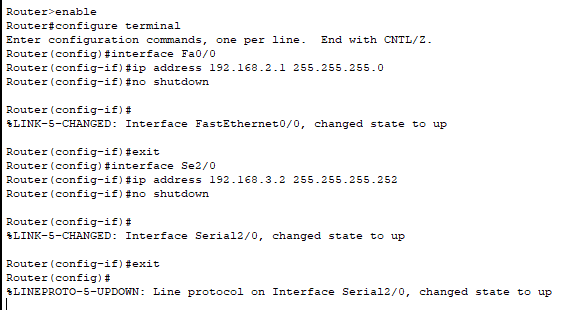 Router>enable
Router#configure terminal
Enter configuration commands, one per line.  End with CNTL/Z.
Router(config)#interface Fa0/0
Router(config-if)#ip address 192.168.2.1 255.255.255.0
Router(config-if)#no shutdown
Router(config-if)#
%LINK-5-CHANGED: Interface FastEthernet0/0, changed state to up
Router(config-if)#exit
Router(config)#interface Se2/0
Router(config-if)#ip address 192.168.3.2 255.255.255.252
Router(config-if)#no shutdown
Router(config-if)#
%LINK-5-CHANGED: Interface Serial2/0, changed state to up
Router(config-if)#exit
Router(config)#
%LINEPROTO-5-UPDOWN: Line protocol on Interface Serial2/0, changed state to up